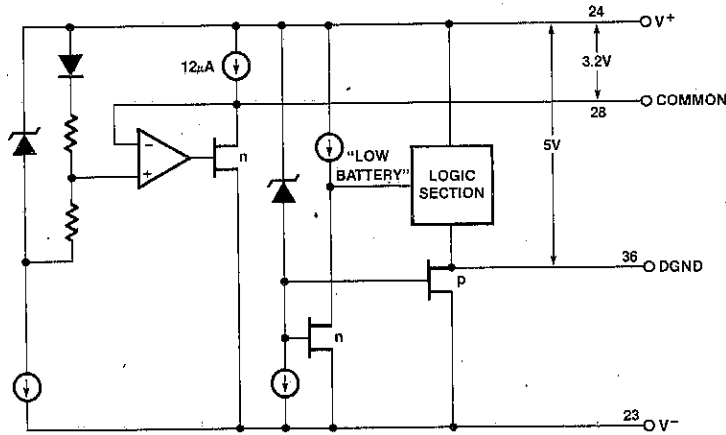 24
V+
12μA
3.2V
COMMON
28
−
+
n
"LOW
BATTERY"
5V
LOGIC
SECTION
36
DGND
p
n
23
V−